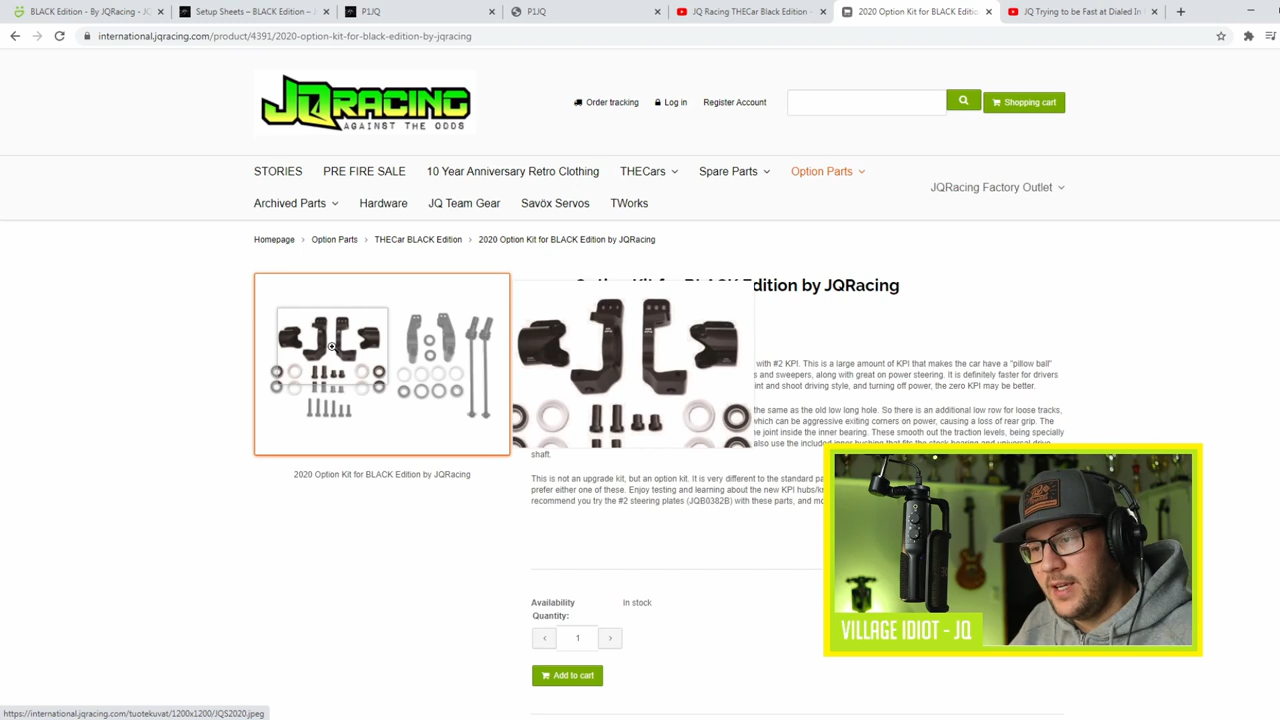 BLACK Edition - By JQRacing - JQ
Setup Sheets – BLACK Edition –
P1JQ
P1JQ
JQ Racing THECar Black Edition
2020 Option Kit for BLACK Editio
JQ Trying to be Fast at Dialed In
international.jqracing.com/product/4391/2020-option-kit-for-black-edition-by-jqracing
JQRACING
AGAINST THE ODDS
Order tracking
Log in
Register Account
Shopping cart
STORIES
PRE FIRE SALE
10 Year Anniversary Retro Clothing
THECars
Spare Parts
Option Parts
JQRacing Factory Outlet
Archived Parts
Hardware
JQ Team Gear
Savöx Servos
TWorks
Homepage › Option Parts › THECar BLACK Edition › 2020 Option Kit for BLACK Edition by JQRacing
dition by JQRacing
with #2 KPI. This is a large amount of KPI that makes the car have a "pillow ball"
s and sweepers, along with great on power steering. It is definitely faster for drivers
int and shoot driving style, and turning off power, the zero KPI may be better.
the same as the old low long hole. So there is an additional low row for loose tracks,
which can be aggressive exiting corners on power, causing a loss of rear grip. The
he joint inside the inner bearing. These smooth out the traction levels, being specially
also use the included inner bushing that fits the stock bearing and universal drive
shaft.
This is not an upgrade kit, but an option kit. It is very different to the standard pa
prefer either one of these. Enjoy testing and learning about the new KPI hubs/kn
recommend you try the #2 steering plates (JQB0382B) with these parts, and mo
2020 Option Kit for BLACK Edition by JQRacing
Availability
In stock
Quantity:
1
Add to cart
VILLAGE IDIOT - JQ
https://international.jqracing.com/tuotekuvat/1200x1200/JQS2020.jpeg